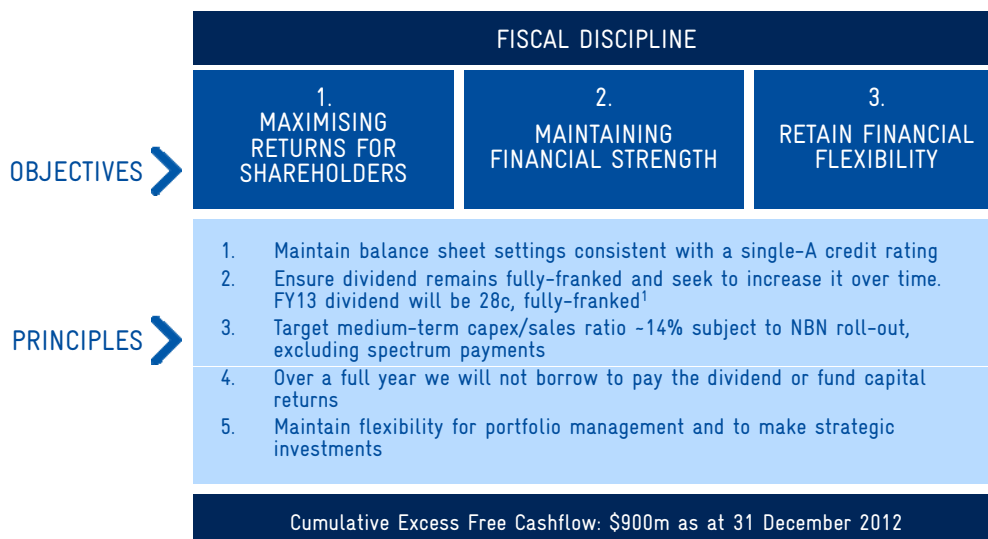 FISCAL DISCIPLINE
OBJECTIVES
1.
MAXIMISING
RETURNS FOR
SHAREHOLDERS
2.
MAINTAINING
FINANCIAL STRENGTH
3.
RETAIN FINANCIAL
FLEXIBILITY
PRINCIPLES
1. Maintain balance sheet settings consistent with a single-A credit rating
2. Ensure dividend remains fully-franked and seek to increase it over time.
FY13 dividend will be 28c, fully-franked¹
3. Target medium-term capex/sales ratio ~14% subject to NBN roll-out,
excluding spectrum payments
4. Over a full year we will not borrow to pay the dividend or fund capital
returns
5. Maintain flexibility for portfolio management and to make strategic
investments
Cumulative Excess Free Cashflow: $900m as at 31 December 2012